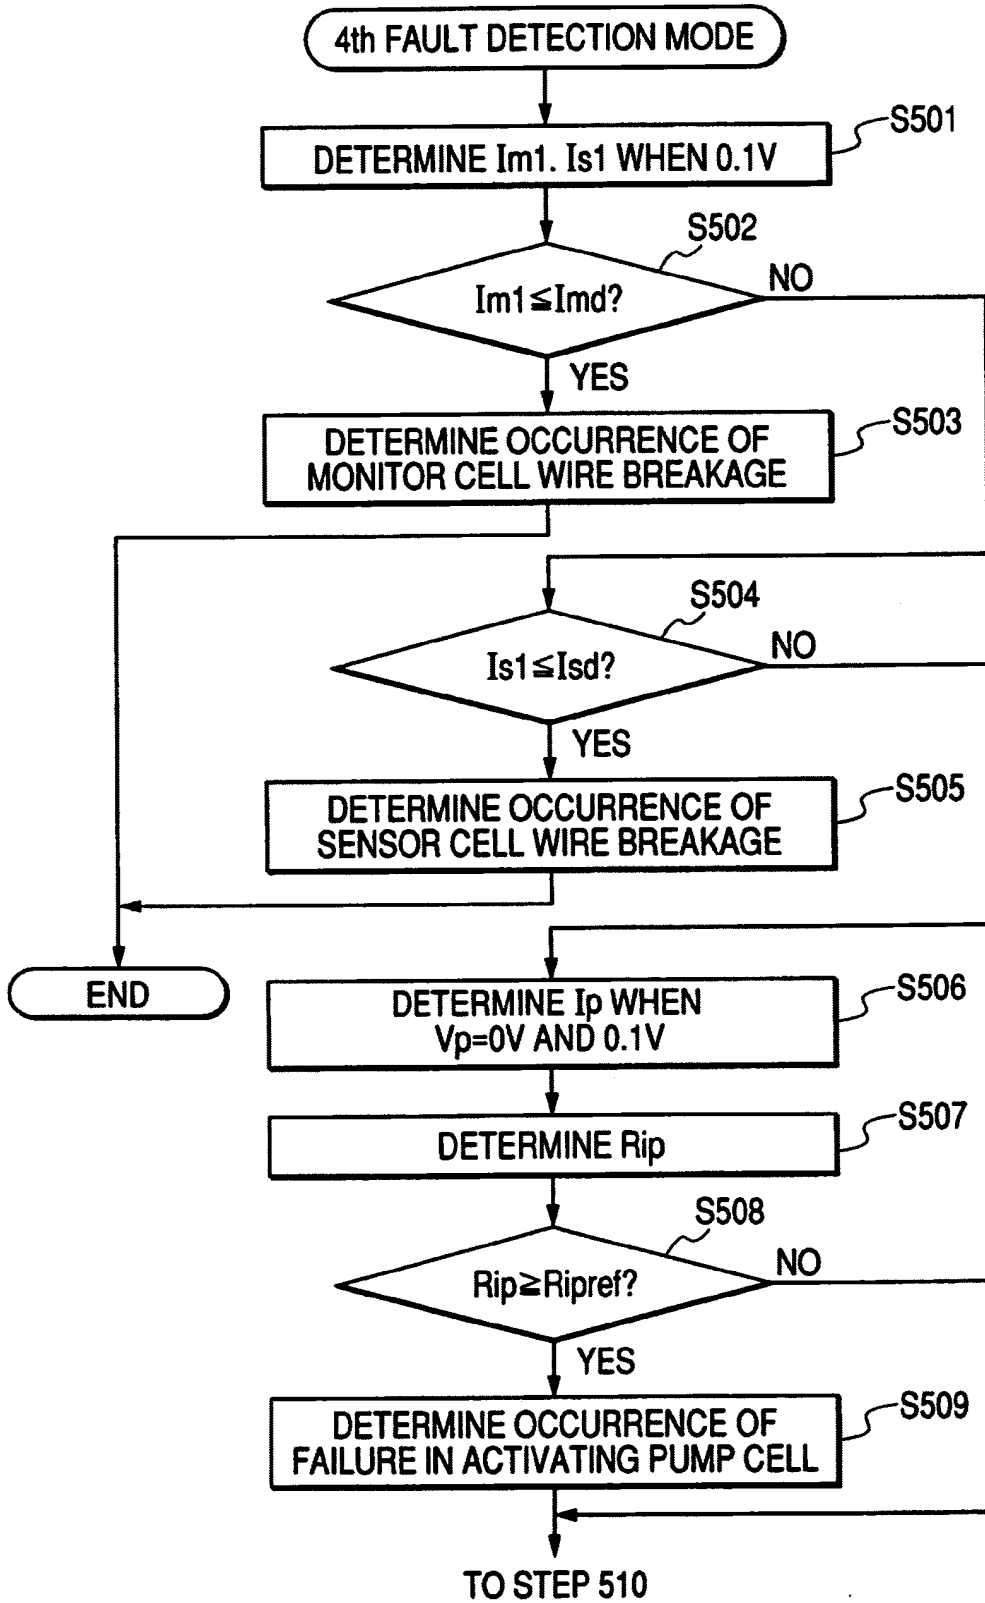 4th FAULT DETECTION MODE
S501
DETERMINE Im1. Is1 WHEN 0.1V
S502
Im1≦Imd?
NO
YES
S503
DETERMINE OCCURRENCE OF
MONITOR CELL WIRE BREAKAGE
S504
Is1≦Isd?
NO
YES
S505
DETERMINE OCCURRENCE OF
SENSOR CELL WIRE BREAKAGE
END
S506
DETERMINE Ip WHEN
Vp=0V AND 0.1V
S507
DETERMINE Rip
S508
Rip≧Ripref?
NO
YES
S509
DETERMINE OCCURRENCE OF
FAILURE IN ACTIVATING PUMP CELL
TO STEP 510